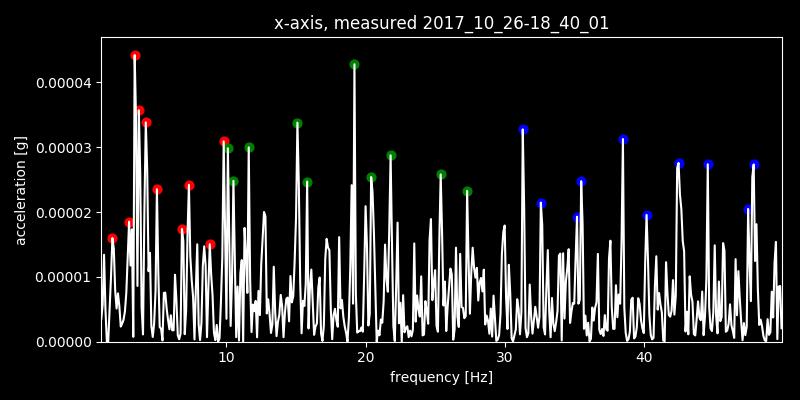 x-axis, measured 2017_10_26-18_40_01
0.00004
0.00003
0.00002
0.00001
0.00000
acceleration [g]
10 20 30 40
frequency [Hz]